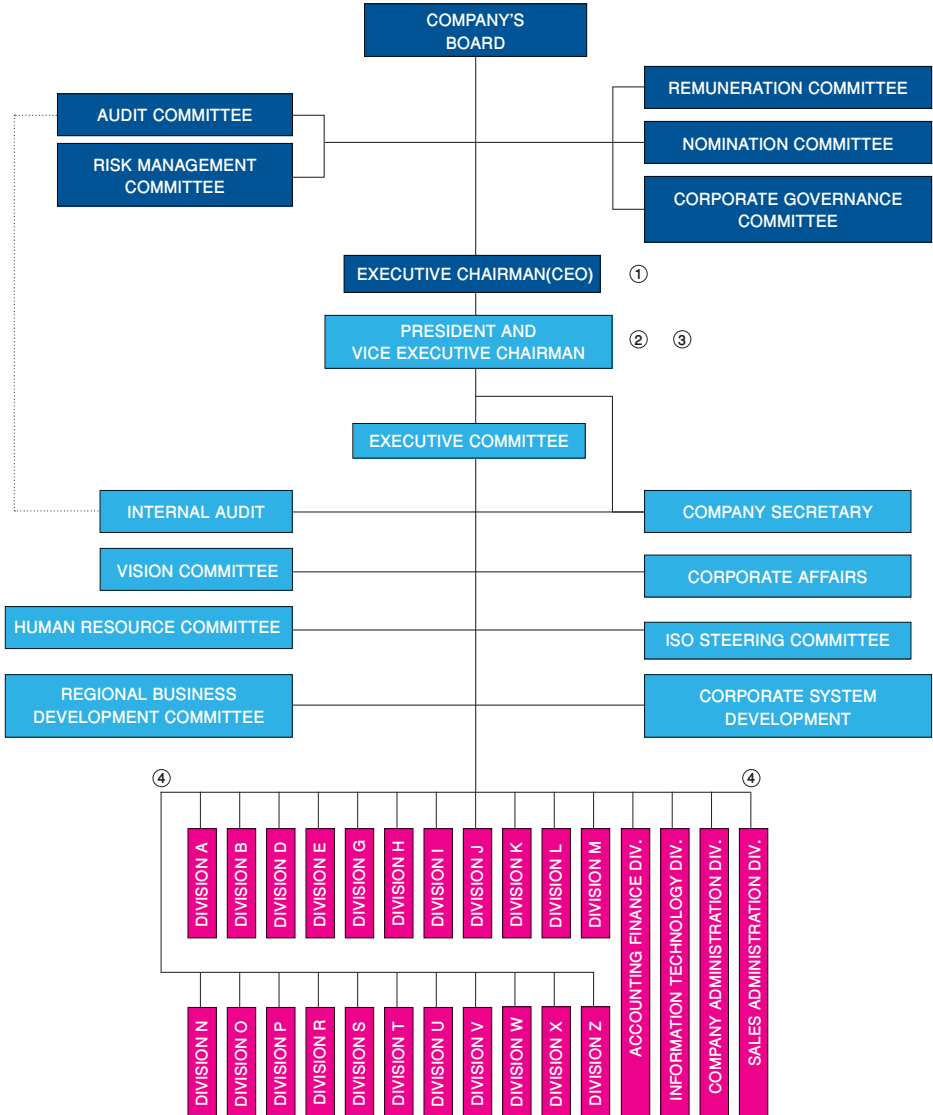 COMPANY'S
BOARD
AUDIT COMMITTEE
RISK MANAGEMENT
COMMITTEE
REMUNERATION COMMITTEE
NOMINATION COMMITTEE
CORPORATE GOVERNANCE
COMMITTEE
EXECUTIVE CHAIRMAN(CEO)
①
PRESIDENT AND
VICE EXECUTIVE CHAIRMAN
② ③
EXECUTIVE COMMITTEE
INTERNAL AUDIT
COMPANY SECRETARY
VISION COMMITTEE
CORPORATE AFFAIRS
HUMAN RESOURCE COMMITTEE
ISO STEERING COMMITTEE
REGIONAL BUSINESS
DEVELOPMENT COMMITTEE
CORPORATE SYSTEM
DEVELOPMENT
④
④
DIVISION A
DIVISION B
DIVISION D
DIVISION E
DIVISION G
DIVISION H
DIVISION I
DIVISION J
DIVISION K
DIVISION L
DIVISION M
ACCOUNTING FINANCE DIV.
INFORMATION TECHNOLOGY DIV.
COMPANY ADMINISTRATION DIV.
SALES ADMINISTRATION DIV.
DIVISION N
DIVISION O
DIVISION P
DIVISION R
DIVISION S
DIVISION T
DIVISION U
DIVISION V
DIVISION W
DIVISION X
DIVISION Z